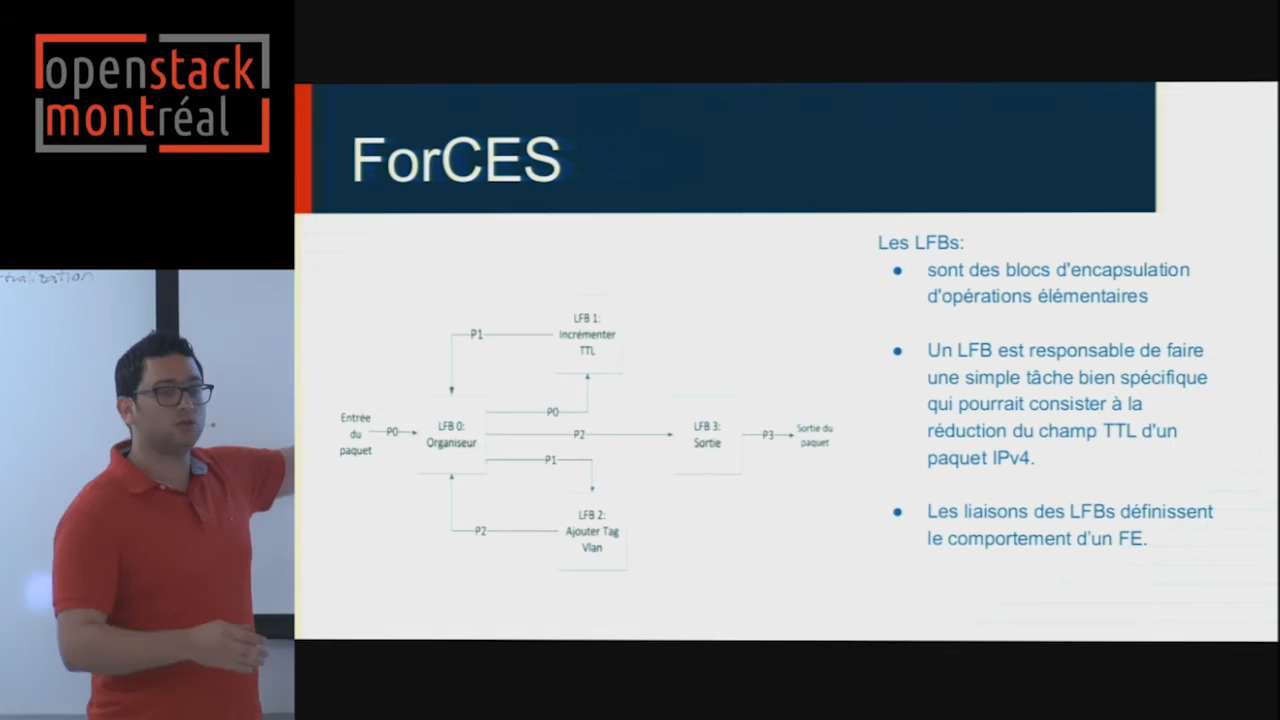 openstack
montréal
ForCES
Les LFBs:
sont des blocs d'encapsulation
d'opérations élémentaires
Un LFB est responsable de faire
une simple tâche bien spécifique
qui pourrait consister à la
réduction du champ TTL d'un
paquet IPv4.
Les liaisons des LFBs définissent
le comportement d'un FE.
LFB 1:
Incrémenter
TTL
P1
P0
Entrée
du
paquet
P0
LFB 0:
Organiseur
P2
LFB 3:
Sortie
P3
Sortie du
paquet
P1
LFB 2:
Ajouter Tag
Vlan
P2